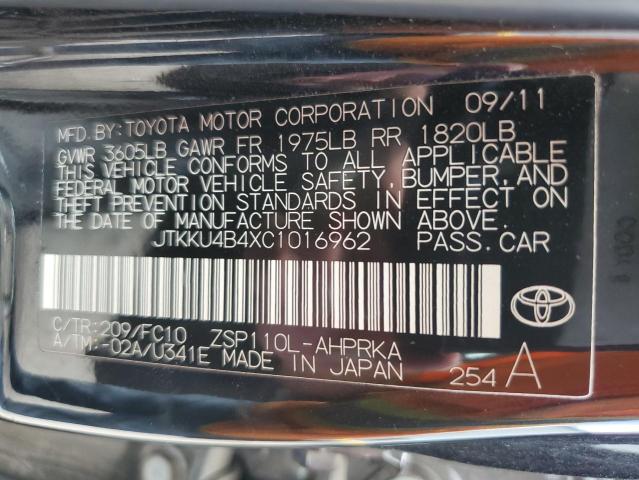 MFD. BY: TOYOTA MOTOR CORPORATION 09/11
GVWR 3605LB GAWR FR 1975LB RR 1820LB
THIS VEHICLE CONFORMS TO ALL APPLICABLE
FEDERAL MOTOR VEHICLE SAFETY, BUMPER, AND
THEFT PREVENTION STANDARDS IN EFFECT ON
THE DATE OF MANUFACTURE SHOWN ABOVE.
JTKKU4B4XC1016962 PASS. CAR
C/TR: 209/FC10 ZSP110L-AHPRKA
A/TM: -02A/U341E MADE IN JAPAN
254 A